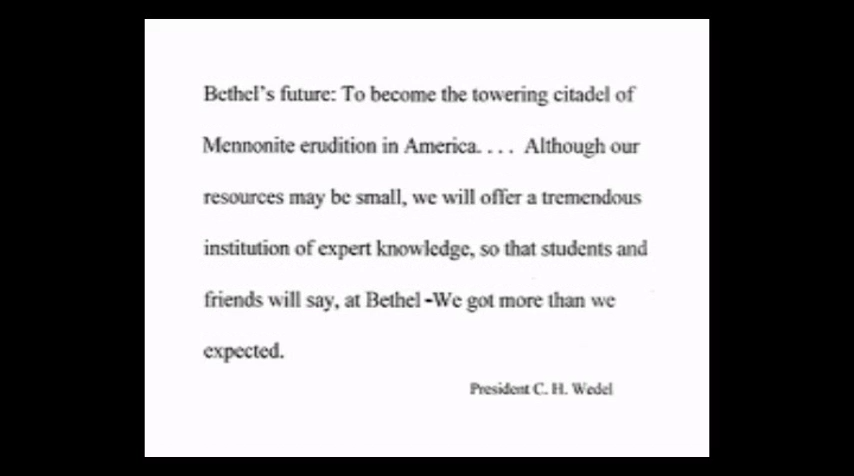 Bethel's future: To become the towering citadel of
Mennonite erudition in America. . . .  Although our
resources may be small, we will offer a tremendous
institution of expert knowledge, so that students and
friends will say, at Bethel -We got more than we
expected.
President C. H. Wedel